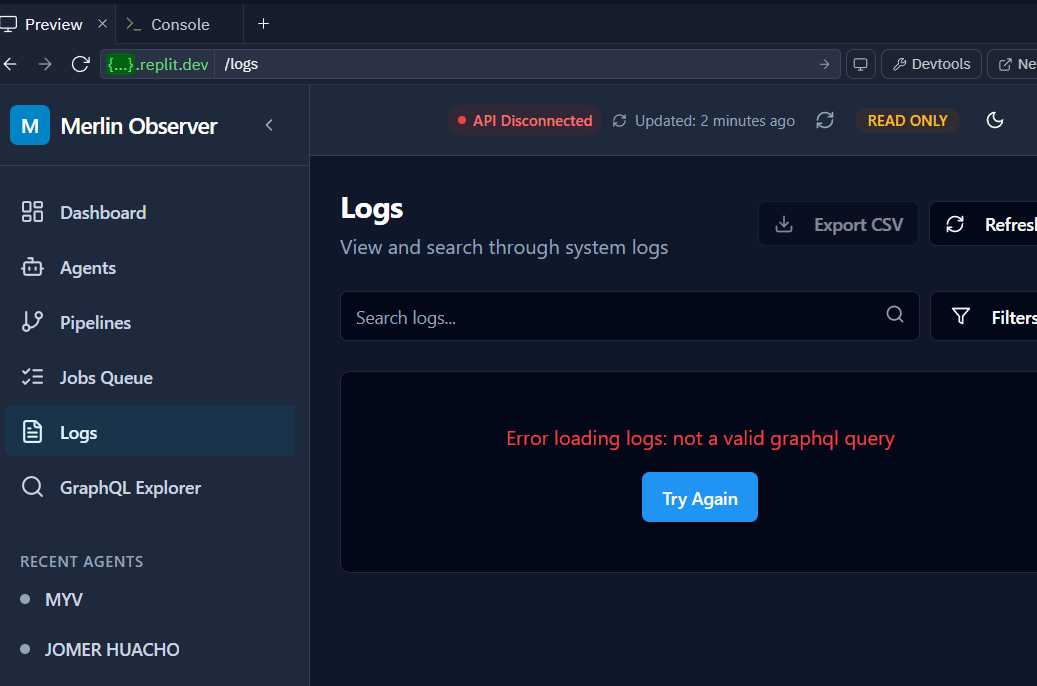 Preview
Console
{...}.replit.dev /logs
Devtools
Ne
M Merlin Observer
API Disconnected
Updated: 2 minutes ago
READ ONLY
Dashboard
Agents
Pipelines
Jobs Queue
Logs
GraphQL Explorer
RECENT AGENTS
MYV
JOMER HUACHO
Logs
View and search through system logs
Export CSV
Refresh
Search logs...
Filters
Error loading logs: not a valid graphql query
Try Again